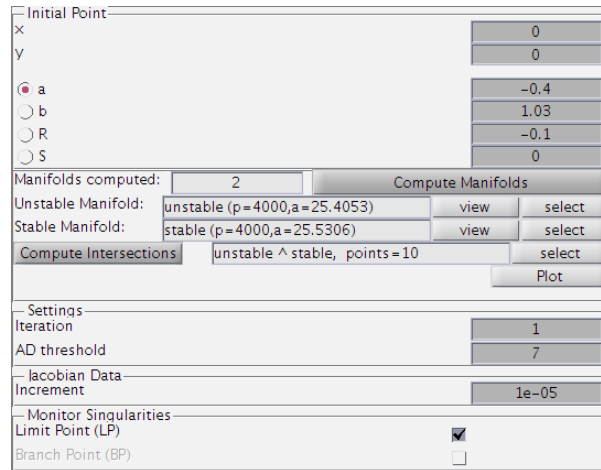 Initial Point
x 0
y 0
a -0.4
b 1.03
R -0.1
S 0
Manifolds computed: 2 Compute Manifolds
Unstable Manifold: unstable (p=4000,a=25.4053) view select
Stable Manifold: stable (p=4000,a=25.5306) view select
Compute Intersections unstable ^ stable, points=10 select
Plot
Settings
Iteration 1
AD threshold 7
Jacobian Data
Increment 1e-05
Monitor Singularities
Limit Point (LP)
Branch Point (BP)